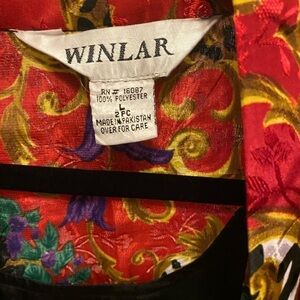 WINLAR
RN# 16087
100% POLYESTER
L
2 PC
MADE IN PAKISTAN
OVER FOR CARE